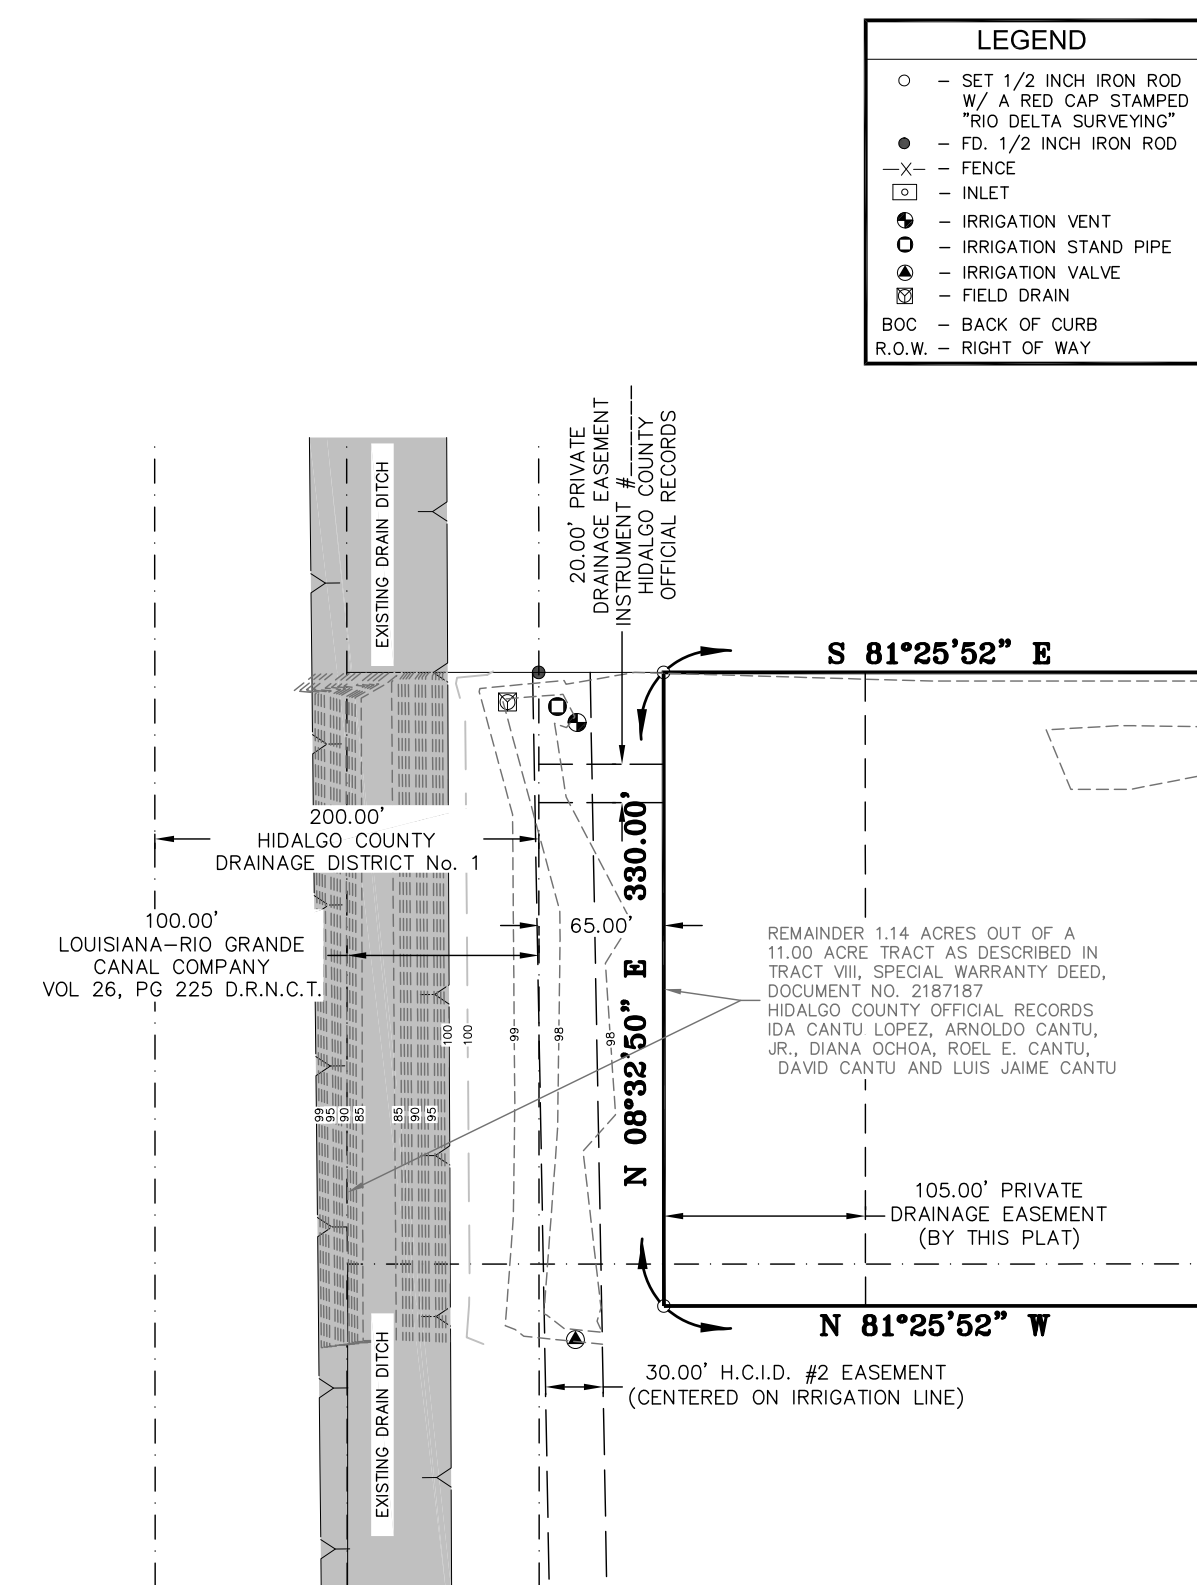 LEGEND
– SET 1/2 INCH IRON ROD
W/ A RED CAP STAMPED
"RIO DELTA SURVEYING"
– FD. 1/2 INCH IRON ROD
–X– – FENCE
– INLET
– IRRIGATION VENT
– IRRIGATION STAND PIPE
– IRRIGATION VALVE
– FIELD DRAIN
BOC – BACK OF CURB
R.O.W. – RIGHT OF WAY
20.00' PRIVATE
DRAINAGE EASEMENT
INSTRUMENT #________
HIDALGO COUNTY
OFFICIAL RECORDS
EXISTING DRAIN DITCH
S 81°25'52" E
200.00'
HIDALGO COUNTY
DRAINAGE DISTRICT No. 1
100.00'
LOUISIANA–RIO GRANDE
CANAL COMPANY
VOL 26, PG 225 D.R.N.C.T.
65.00'
N 08°32'50" E 330.00'
REMAINDER 1.14 ACRES OUT OF A
11.00 ACRE TRACT AS DESCRIBED IN
TRACT VIII, SPECIAL WARRANTY DEED,
DOCUMENT NO. 2187187
HIDALGO COUNTY OFFICIAL RECORDS
IDA CANTU LOPEZ, ARNOLDO CANTU,
JR., DIANA OCHOA, ROEL E. CANTU,
DAVID CANTU AND LUIS JAIME CANTU
100
100
99
98
98
99
95
90
85
85
90
95
105.00' PRIVATE
DRAINAGE EASEMENT
(BY THIS PLAT)
N 81°25'52" W
30.00' H.C.I.D. #2 EASEMENT
(CENTERED ON IRRIGATION LINE)
EXISTING DRAIN DITCH